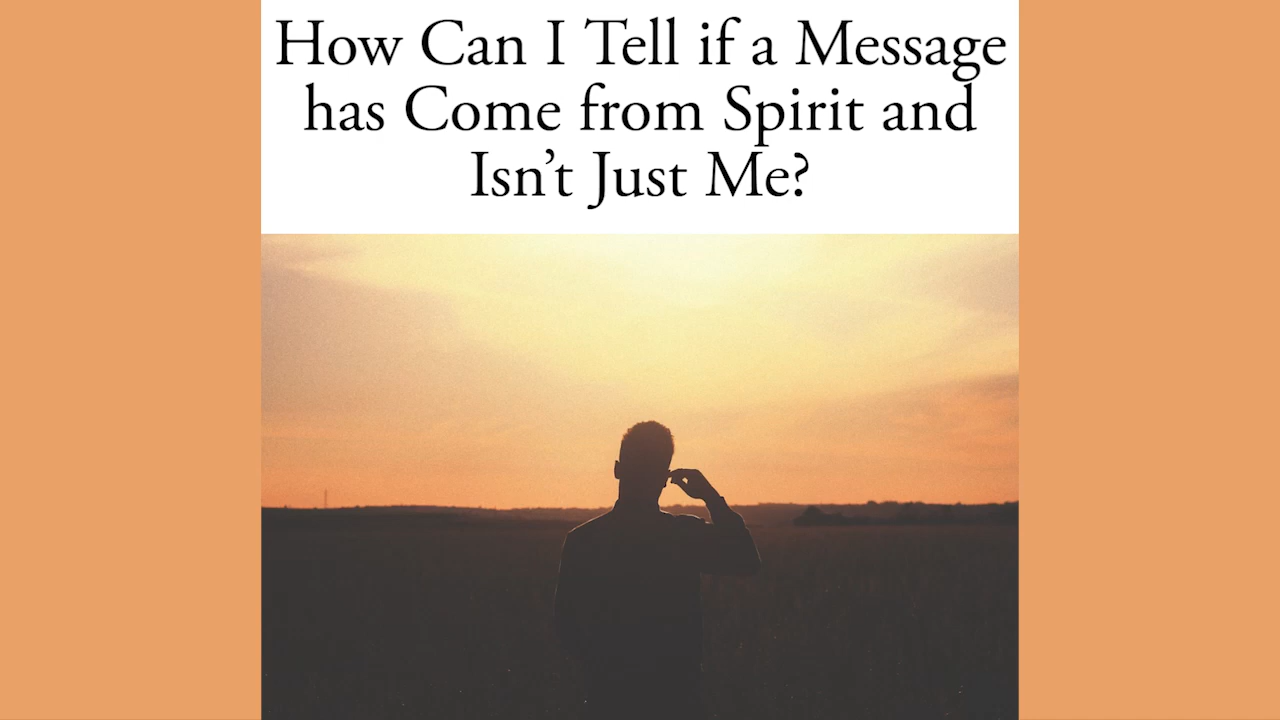 How Can I Tell if a Message
has Come from Spirit and
Isn’t Just Me?